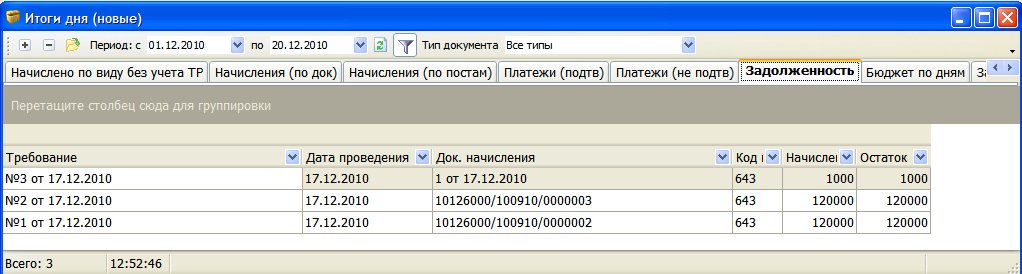 Итоги дня (новые)
Период: с 01.12.2010 по 20.12.2010 Тип документа Все типы
Начислено по виду без учета ТР Начисления (по док) Начисления (по постам) Платежи (подтв) Платежи (не подтв) Задолженность Бюджет по дням
Перетащите столбец сюда для группировки
Требование Дата проведения Док. начисления Код Начислен Остаток
№3 от 17.12.2010 17.12.2010 1 от 17.12.2010 643 1000 1000
№2 от 17.12.2010 17.12.2010 10126000/100910/0000003 643 120000 120000
№1 от 17.12.2010 17.12.2010 10126000/100910/0000002 643 120000 120000
Всего: 3 12:52:46